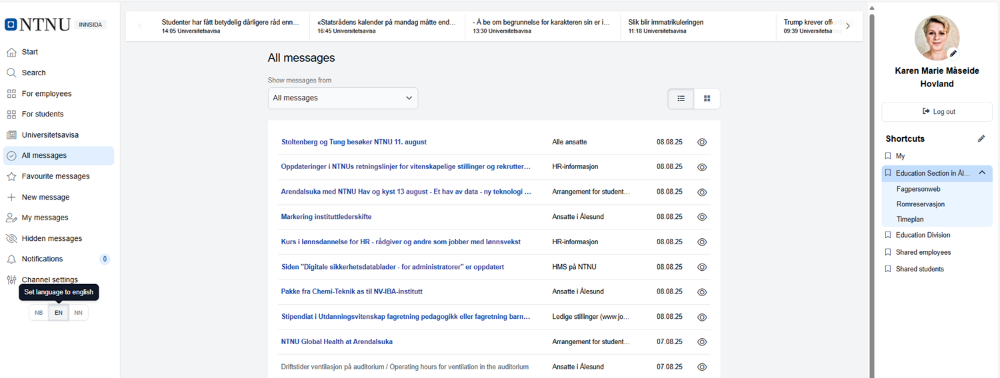 NTNU INNSIDA
Start
Search
For employees
For students
Universitetsavisa
All messages
Favourite messages
New message
My messages
Hidden messages
Notifications 0
Channel settings
Set language to english
NB EN NN
Studenter har fått betydelig dårligere råd enn...
14:05 Universitetsavisa
«Statsrådens kalender på mandag måtte end...
16:45 Universitetsavisa
- Å be om begrunnelse for karakteren sin er i...
13:30 Universitetsavisa
Slik blir immatrikuleringen
11:18 Universitetsavisa
Trump krever
09:39
All messages
Show messages from
All messages
Stoltenberg og Tung besøker NTNU 11. august Alle ansatte 08.08.25
Oppdateringer i NTNUs retningslinjer for vitenskapelige stillinger og rekrutter... HR-informasjon 08.08.25
Arendalsuka med NTNU Hav og kyst 13 august - Et hav av data - ny teknologi ... Arrangement for student... 08.08.25
Markering instituttlederskifte Ansatte i Ålesund 08.08.25
Kurs i lønnsdannelse for HR - rådgiver og andre som jobber med lønnsvekst HR-informasjon 08.08.25
Siden "Digitale sikkerhetsdatablader - for administratorer" er oppdatert HMS på NTNU 08.08.25
Pakke fra Chemi-Teknik as til NV-IBA-institutt Ansatte i Ålesund 08.08.25
Stipendiat i Utdanningsvitenskap fagretning pedagogikk eller fagretning barn... Ledige stillinger (www.jo... 08.08.25
NTNU Global Health at Arendalsuka Arrangement for student... 07.08.25
Driftstider ventilasjon på auditorium / Operating hours for ventilation in the auditorium Ansatte i Ålesund 07.08.25
Karen Marie Måseide
Hovland
Log out
Shortcuts
My
Education Section in Ål...
Fagpersonweb
Romreservasjon
Timeplan
Education Division
Shared employees
Shared students